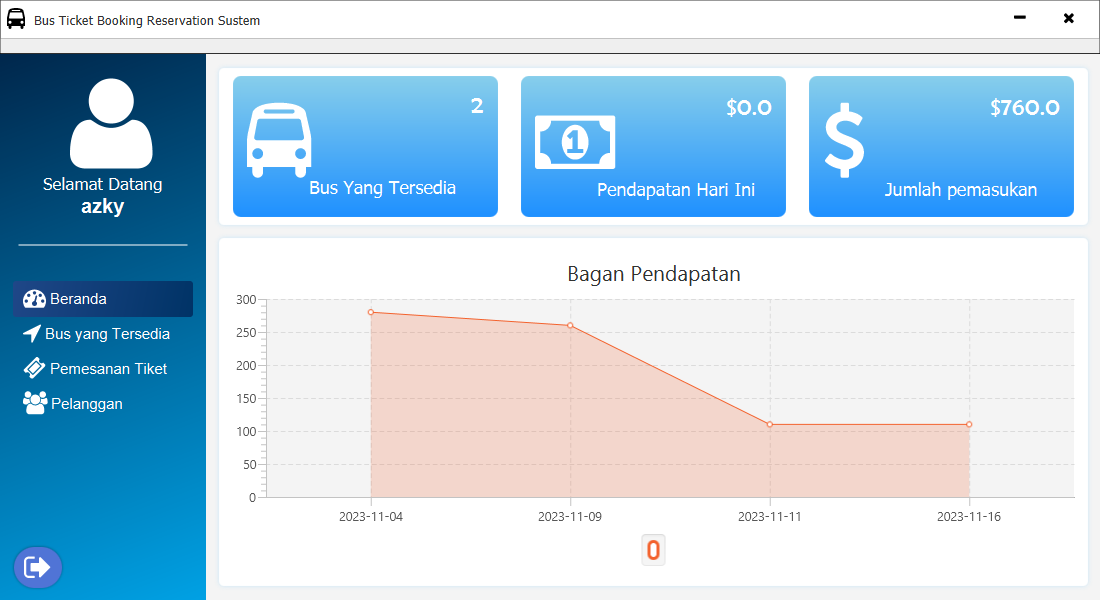 Bus Ticket Booking Reservation Sustem
Selamat Datang
azky
Beranda
Bus yang Tersedia
Pemesanan Tiket
Pelanggan
2
Bus Yang Tersedia
$0.0
1
Pendapatan Hari Ini
$760.0
$
Jumlah pemasukan
Bagan Pendapatan
300
250
200
150
100
50
0
2023-11-04
2023-11-09
2023-11-11
2023-11-16
0